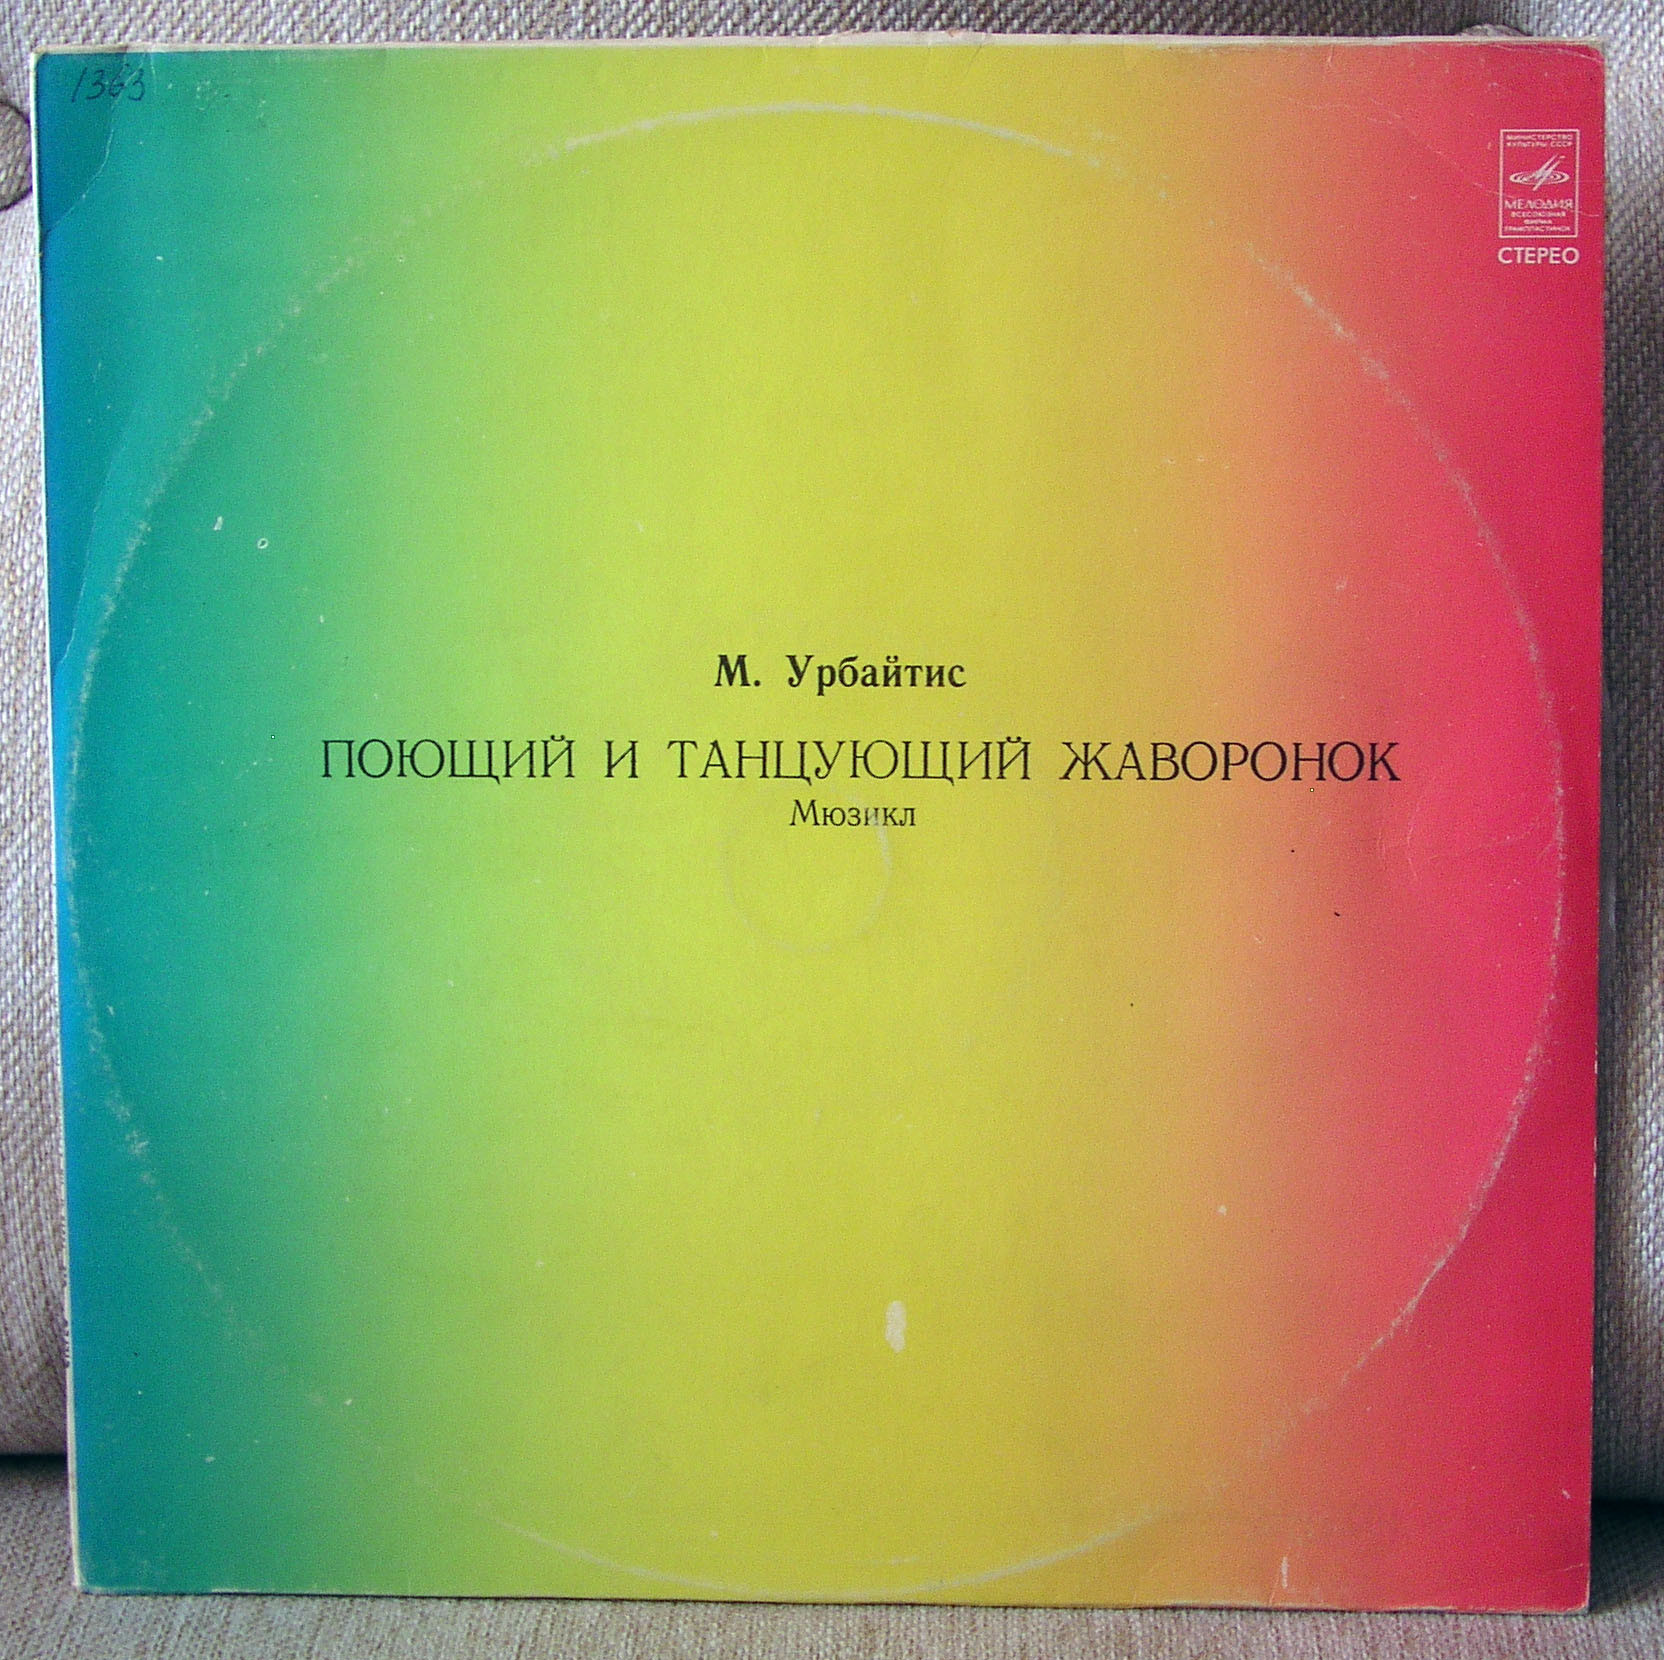 1363
МИНИСТЕРСТВО
КУЛЬТУРЫ СССР
МЕЛОДИЯ
ВСЕСОЮЗНАЯ
ФИРМА
ГРАМПЛАСТИНОК
СТЕРЕО
М. Урбайтис
ПОЮЩИЙ И ТАНЦУЮЩИЙ ЖАВОРОНОК
Мюзикл